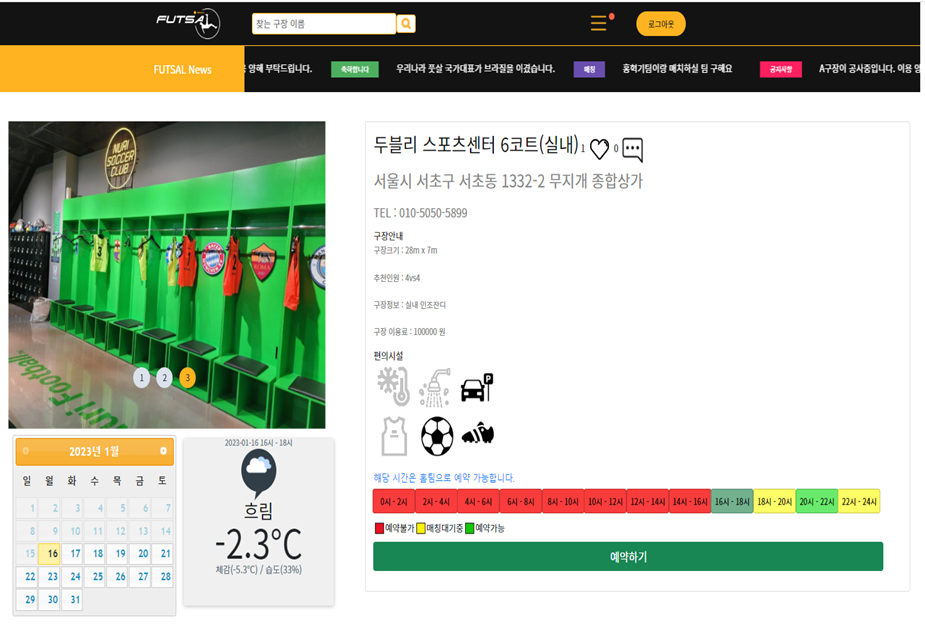 FUTSAL
찾는 구장 이름
로그아웃
FUTSAL News
양해 부탁드립니다.
축하합니다
우리나라 풋살 국가대표가 브라질을 이겼습니다.
매칭
홍혁기팀이랑 매치하실 팀 구해요
공지사항
A구장이 공사중입니다. 이용
NURI
SOCCER
CLUB
Nuri Football.
1 2 3
두블리 스포츠센터 6코트(실내) 1 0
서울시 서초구 서초동 1332-2 무지개 종합상가
TEL : 010-5050-5899
구장안내
구장크기 : 28m x 7m
추천인원 : 4vs4
구장정보 : 실내 인조잔디
구장 이용료 : 100000 원
편의시설
P
해당 시간은 홀팀으로 예약 가능합니다.
0시 - 2시 2시 - 4시 4시 - 6시 6시 - 8시 8시 - 10시 10시 - 12시 12시 - 14시 14시 - 16시 16시 - 18시 18시 - 20시 20시 - 22시 22시 - 24시
예약불가 매칭대기중 예약가능
예약하기
2023년 1월
일 월 화 수 목 금 토
1 2 3 4 5 6 7
8 9 10 11 12 13 14
15 16 17 18 19 20 21
22 23 24 25 26 27 28
29 30 31
2023-01-16 16시 - 18시
흐림
-2.3°C
체감(-5.3°C) / 습도(33%)